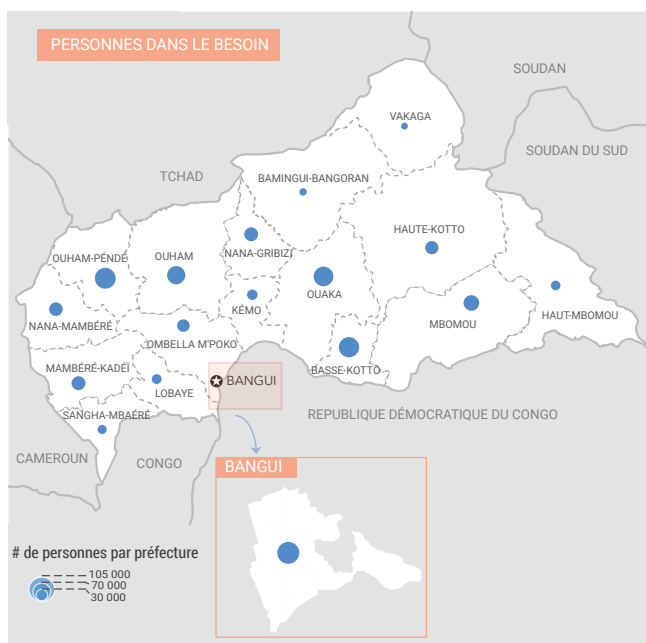 PERSONNES DANS LE BESOIN
SOUDAN
VAKAGA
SOUDAN DU SUD
TCHAD
BAMINGUI-BANGORAN
HAUTE-KOTTO
OUHAM-PÉNDÉ
OUHAM
NANA-GRIBIZI
OUAKA
KÉMO
NANA-MAMBÉRÉ
MBOMOU
HAUT-MBOMOU
OMBELLA M'POKO
MAMBÉRÉ-KADÉÏ
BASSE-KOTTO
BANGUI
LOBAYE
SANGHA-MBAÉRÉ
REPUBLIQUE DÉMOCRATIQUE DU CONGO
CAMEROUN
CONGO
BANGUI
# de personnes par préfecture
105 000
70 000
30 000